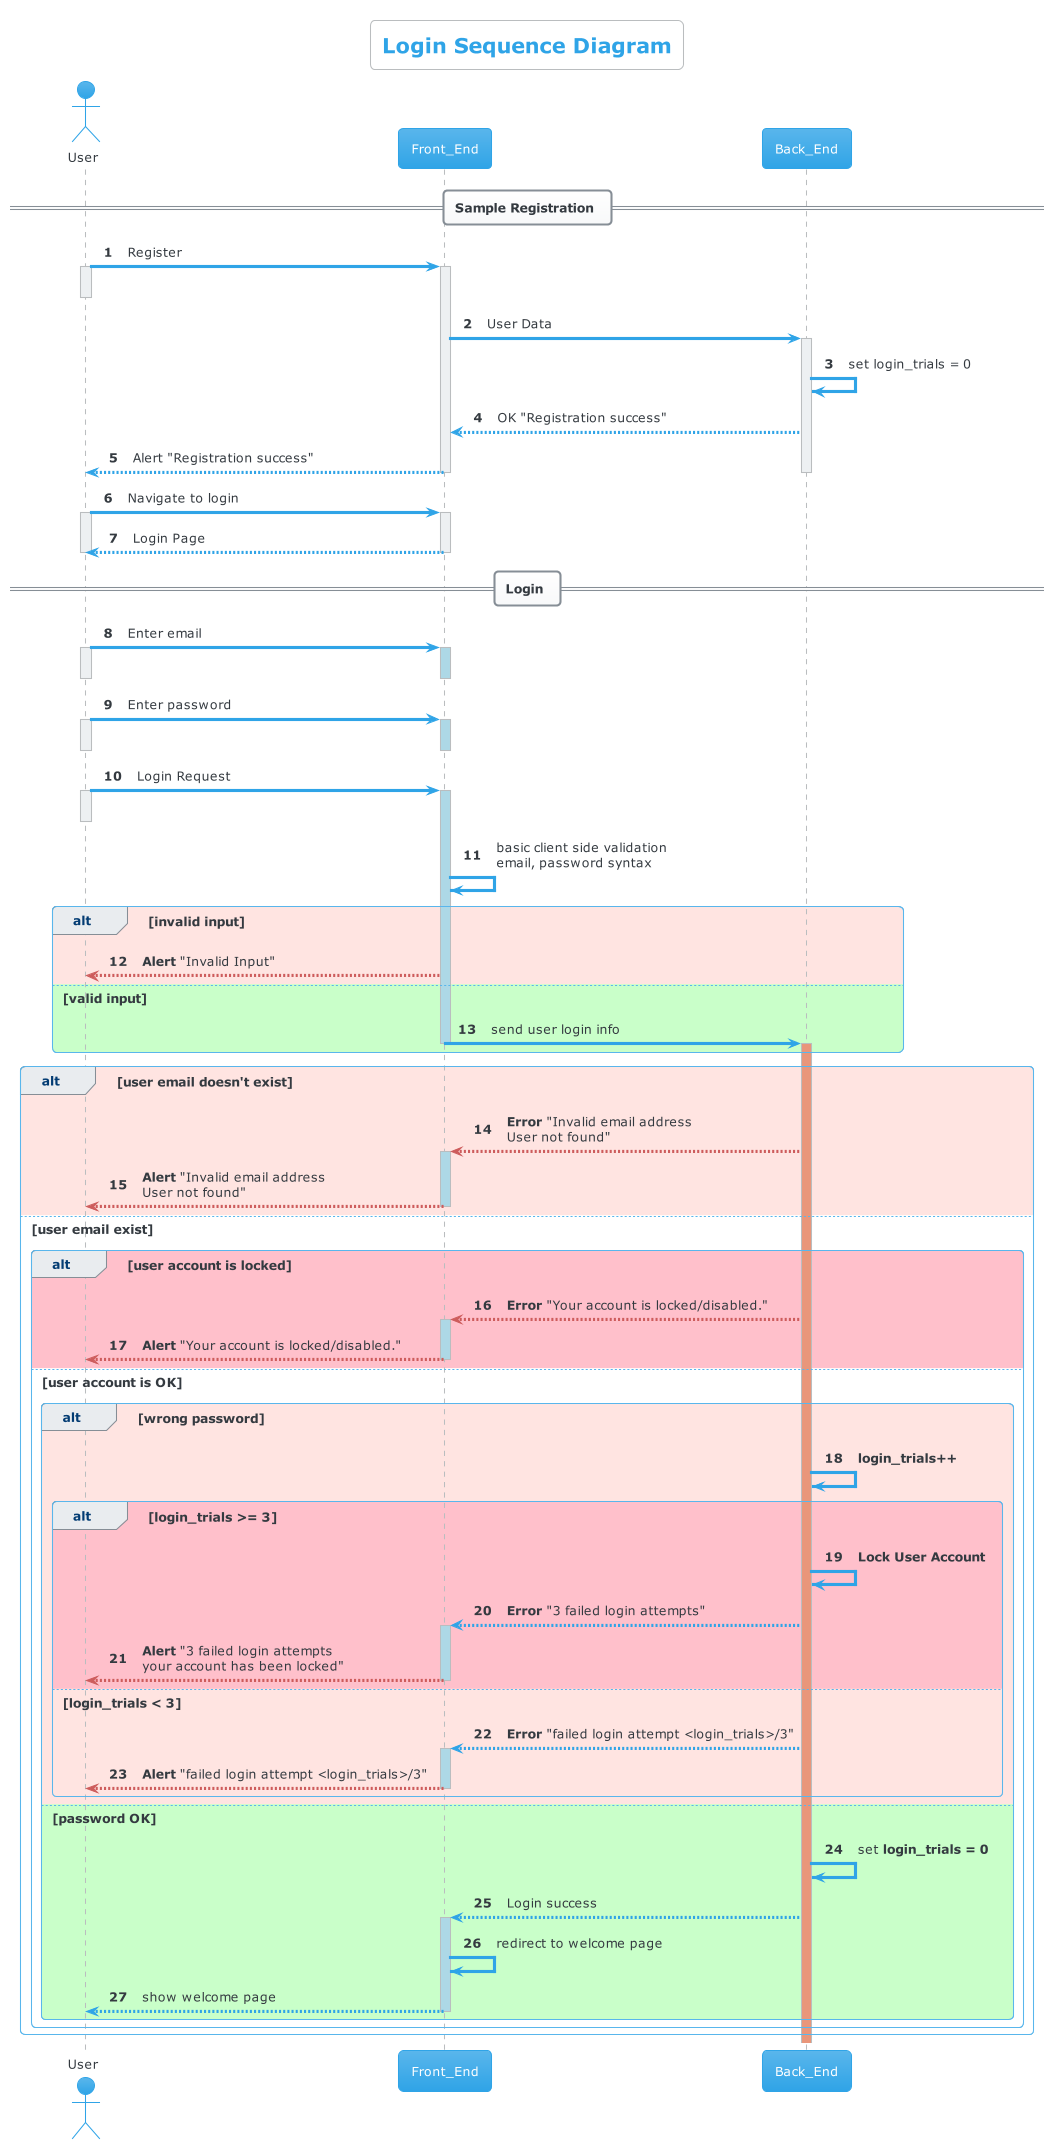 Login Sequence Diagram
User
Front_End
Back_End
Sample Registration
1 Register
2 User Data
3 set login_trials = 0
4 OK "Registration success"
5 Alert "Registration success"
6 Navigate to login
7 Login Page
Login
8 Enter email
9 Enter password
10 Login Request
11 basic client side validation
email, password syntax
alt [invalid input]
12 Alert "Invalid Input"
[valid input]
13 send user login info
alt [user email doesn't exist]
14 Error "Invalid email address
User not found"
15 Alert "Invalid email address
User not found"
[user email exist]
alt [user account is locked]
16 Error "Your account is locked/disabled."
17 Alert "Your account is locked/disabled."
[user account is OK]
alt [wrong password]
18 login_trials++
alt [login_trials >= 3]
19 Lock User Account
20 Error "3 failed login attempts"
21 Alert "3 failed login attempts
your account has been locked"
[login_trials < 3]
22 Error "failed login attempt <login_trials>/3"
23 Alert "failed login attempt <login_trials>/3"
[password OK]
24 set login_trials = 0
25 Login success
26 redirect to welcome page
27 show welcome page
User
Front_End
Back_End